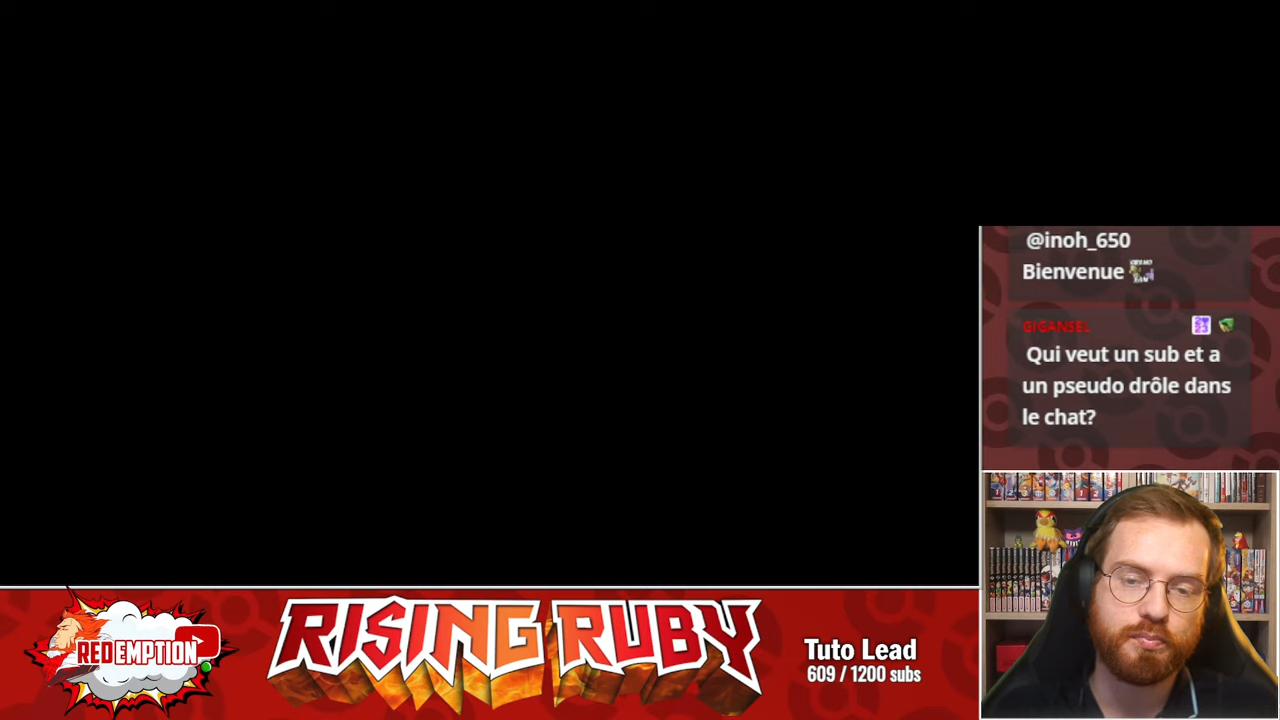 @inoh_650
Bienvenue
GIGANSEL
Qui veut un sub et a
un pseudo drôle dans
le chat?
REDEMPTION
RISING RUBY
Tuto Lead
609 / 1200 subs